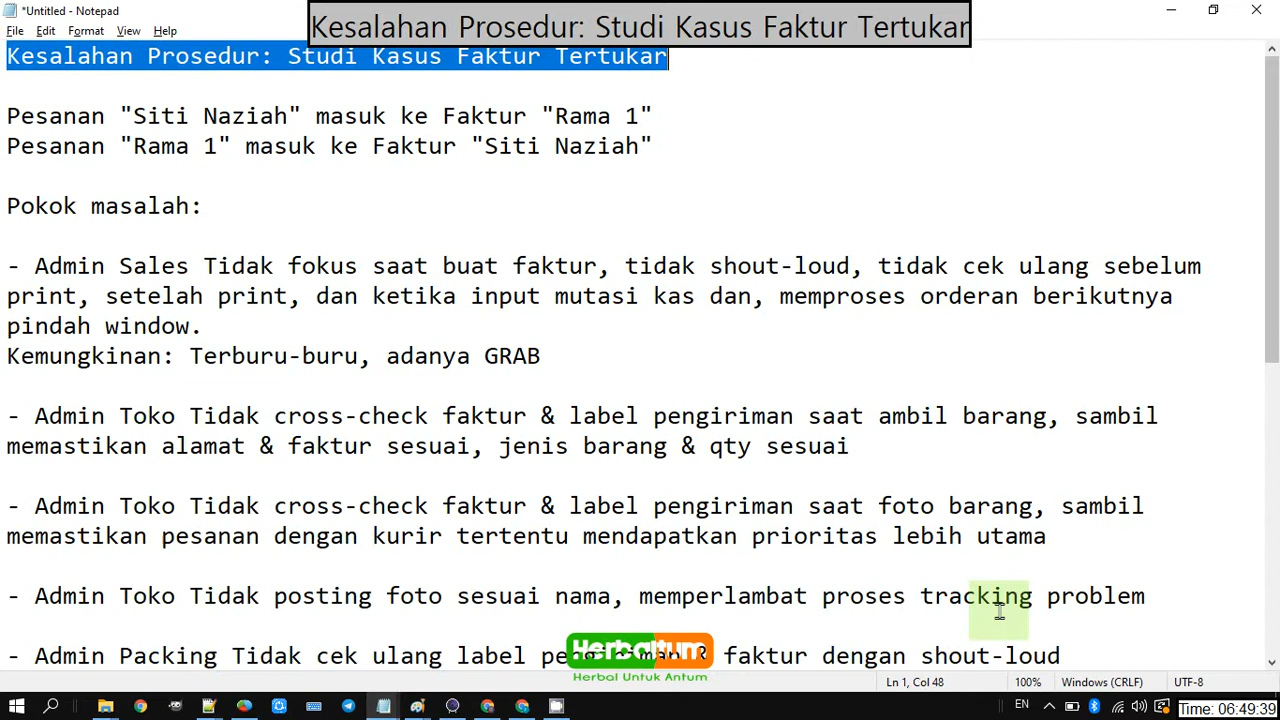 *Untitled - Notepad
Kesalahan Prosedur: Studi Kasus Faktur Tertukar
File Edit Format View Help
Kesalahan Prosedur: Studi Kasus Faktur Tertukar
Pesanan "Siti Naziah" masuk ke Faktur "Rama 1"
Pesanan "Rama 1" masuk ke Faktur "Siti Naziah"
Pokok masalah:
- Admin Sales Tidak fokus saat buat faktur, tidak shout-loud, tidak cek ulang sebelum
print, setelah print, dan ketika input mutasi kas dan, memproses orderan berikutnya
pindah window.
Kemungkinan: Terburu-buru, adanya GRAB
- Admin Toko Tidak cross-check faktur & label pengiriman saat ambil barang, sambil
memastikan alamat & faktur sesuai, jenis barang & qty sesuai
- Admin Toko Tidak cross-check faktur & label pengiriman saat foto barang, sambil
memastikan pesanan dengan kurir tertentu mendapatkan prioritas lebih utama
- Admin Toko Tidak posting foto sesuai nama, memperlambat proses tracking problem
- Admin Packing Tidak cek ulang label pengiriman & faktur dengan shout-loud
Herbaitum
Herbal Untuk Antum
Ln 1, Col 48 100% Windows (CRLF) UTF-8
EN Time: 06:49:39